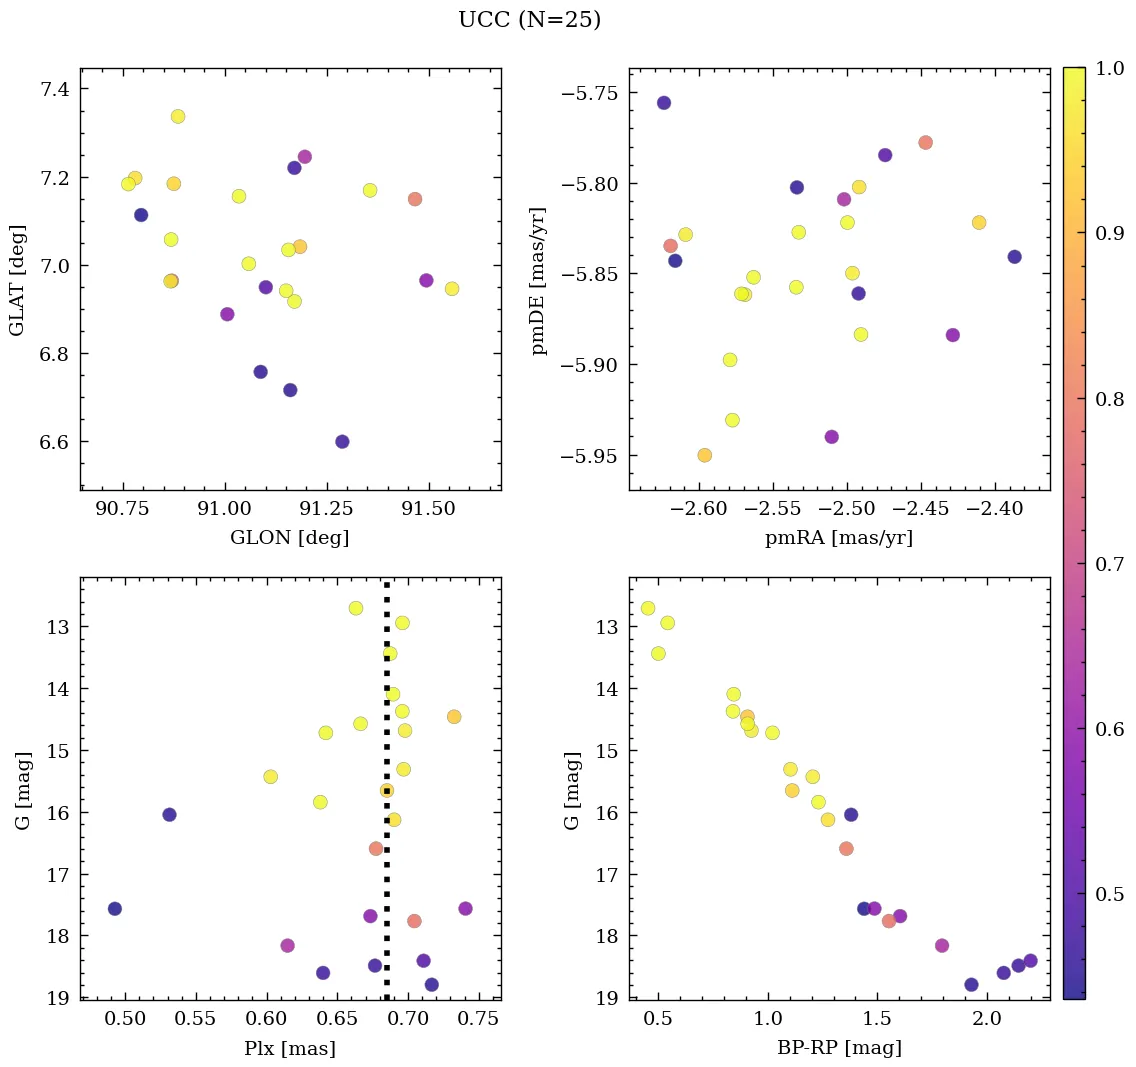 UCC (N=25)
7.4
7.2
7.0
6.8
6.6
GLAT [deg]
90.75 91.00 91.25 91.50
GLON [deg]
−5.75
−5.80
−5.85
−5.90
−5.95
pmDE [mas/yr]
−2.60 −2.55 −2.50 −2.45 −2.40
pmRA [mas/yr]
13
14
15
16
17
18
19
G [mag]
0.50 0.55 0.60 0.65 0.70 0.75
Plx [mas]
13
14
15
16
17
18
19
G [mag]
0.5 1.0 1.5 2.0
BP-RP [mag]
1.0
0.9
0.8
0.7
0.6
0.5